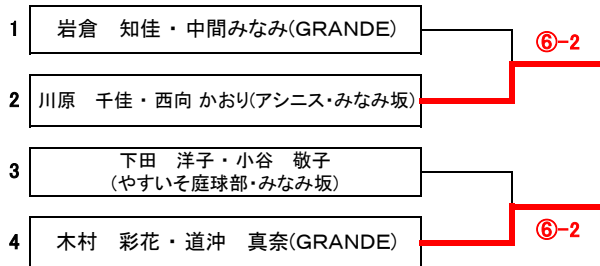 1 岩倉　知佳 ・ 中間みなみ(GRANDE)
⑥-2
2 川原　千佳 ・ 西向 かおり(アシニス・みなみ坂)
3 下田　洋子 ・ 小谷　敬子
(やすいそ庭球部・みなみ坂)
⑥-2
4 木村　彩花 ・ 道沖　真奈(GRANDE)